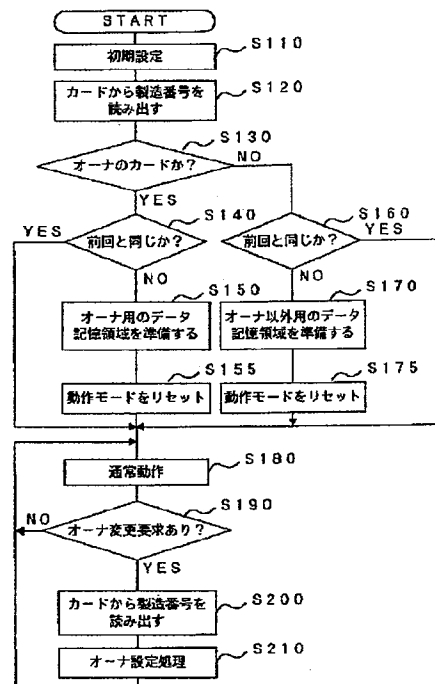 START
初期設定
S110
カードから製造番号を
読み出す
S120
オーナのカードか?
S130
NO
YES
YES
前回と同じか?
S140
前回と同じか?
S160
YES
NO
NO
オーナ用のデータ
記憶領域を準備する
S150
オーナ以外用のデータ
記憶領域を準備する
S170
動作モードをリセット
S155
動作モードをリセット
S175
通常動作
S180
NO
オーナ変更要求あり?
S190
YES
カードから製造番号を
読み出す
S200
オーナ設定処理
S210